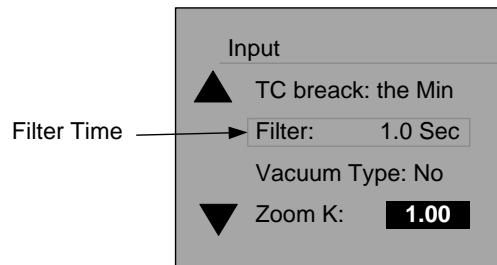 Input
TC breack: the Min
Filter Time
Filter: 1.0 Sec
Vacuum Type: No
Zoom K: 1.00